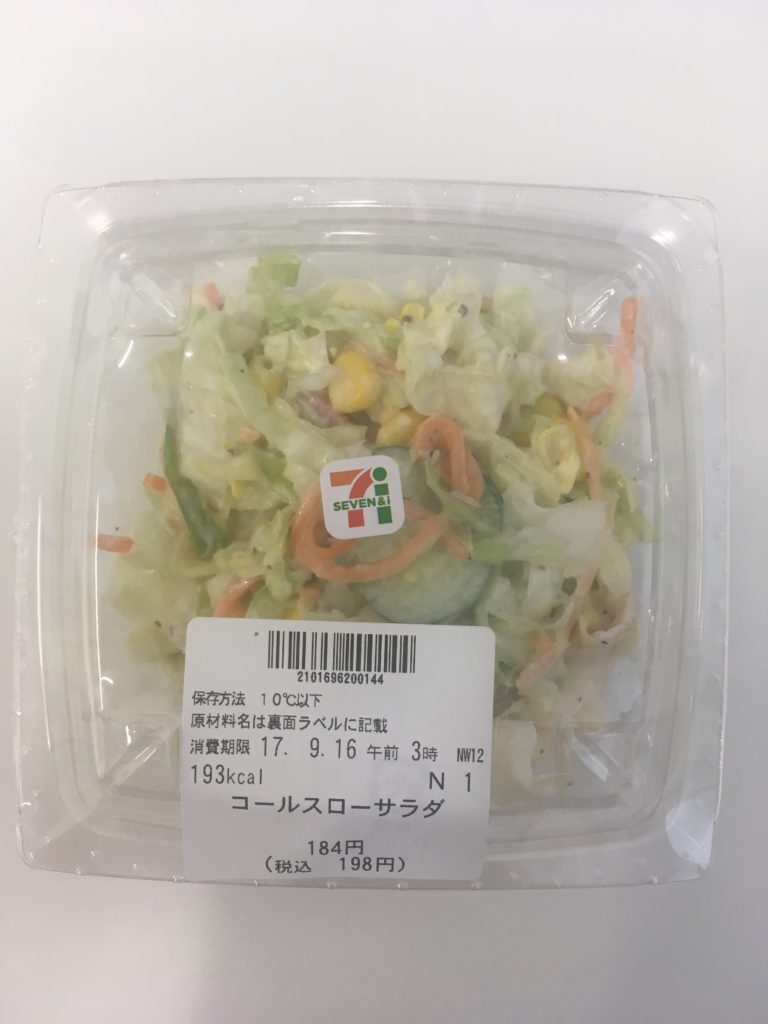 SEVEN&i
2101696200144
保存方法 10℃以下
原材料名は裏面ラベルに記載
消費期限 17. 9.16 午前 3時 NW12
193kcal N 1
コールスローサラダ
184円
(税込 198円)